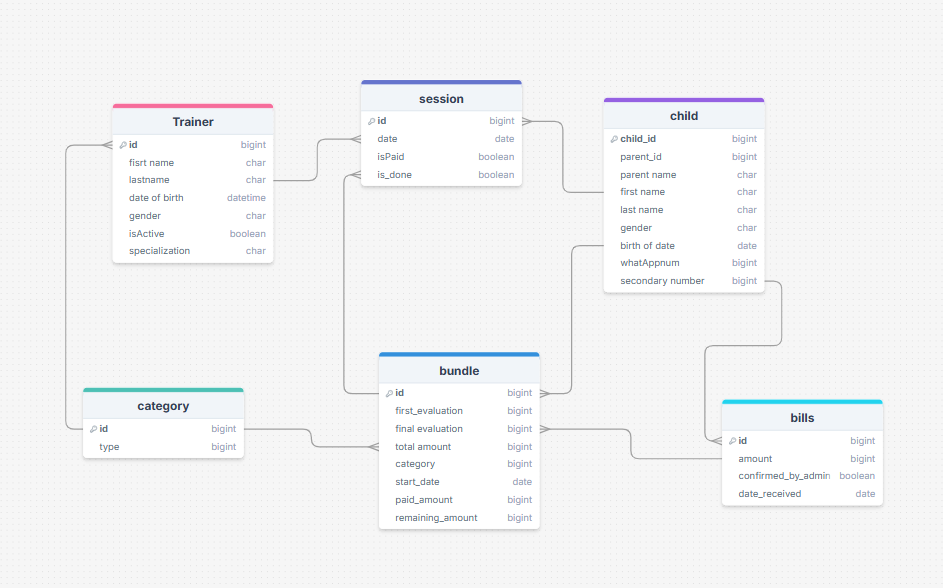 Trainer
id bigint
fisrt name char
lastname char
date of birth datetime
gender char
isActive boolean
specialization char
session
id bigint
date date
isPaid boolean
is_done boolean
child
child_id bigint
parent_id bigint
parent name char
first name char
last name char
gender char
birth of date date
whatAppnum bigint
secondary number bigint
category
id bigint
type bigint
bundle
id bigint
first_evaluation bigint
final evaluation bigint
total amount bigint
category bigint
start_date date
paid_amount bigint
remaining_amount bigint
bills
id bigint
amount bigint
confirmed_by_admin boolean
date_received date